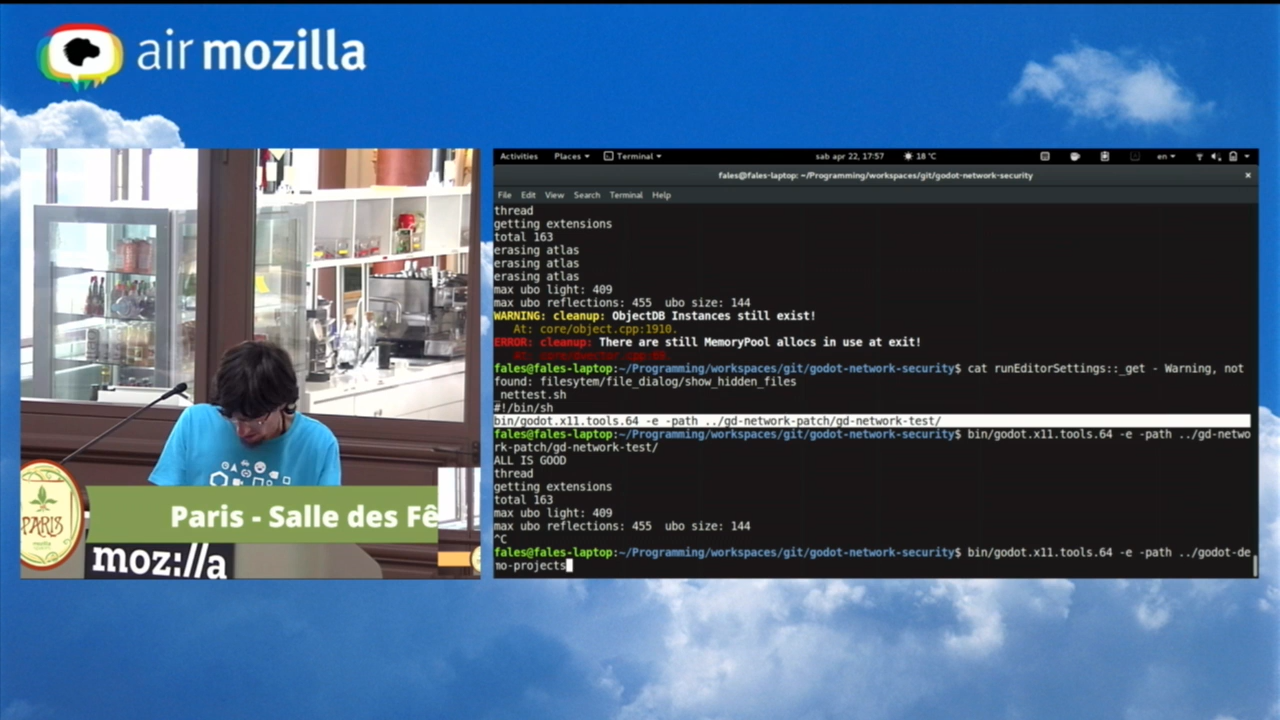 air mozilla
Activities Places Terminal sab apr 22, 17:57 18 °C en
fales@fales-laptop: ~/Programming/workspaces/git/godot-network-security
File Edit View Search Terminal Help
thread
getting extensions
total 163
erasing atlas
erasing atlas
erasing atlas
max ubo light: 409
max ubo reflections: 455 ubo size: 144
WARNING: cleanup: ObjectDB Instances still exist!
At: core/object.cpp:1910.
ERROR: cleanup: There are still MemoryPool allocs in use at exit!
At: core/dvector.cpp:
fales@fales-laptop:~/Programming/workspaces/git/godot-network-security$ cat runEditorSettings::_get - Warning, not
found: filesytem/file_dialog/show_hidden_files
_nettest.sh
#!/bin/sh
bin/godot.x11.tools.64 -e -path ../gd-network-patch/gd-network-test/
fales@fales-laptop:~/Programming/workspaces/git/godot-network-security$ bin/godot.x11.tools.64 -e -path ../gd-netwo
rk-patch/gd-network-test/
ALL IS GOOD
thread
getting extensions
total 163
max ubo light: 409
max ubo reflections: 455 ubo size: 144
^C
fales@fales-laptop:~/Programming/workspaces/git/godot-network-security$ bin/godot.x11.tools.64 -e -path ../godot-de
mo-projects
PARIS
mozilla
Paris - Salle des Fê
moz://a